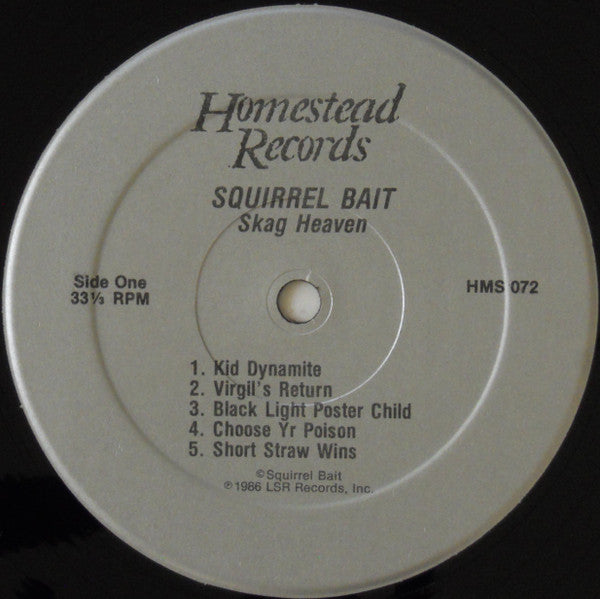 Homestead
Records
SQUIRREL BAIT
Skag Heaven
Side One
33⅓ RPM
HMS 072
1. Kid Dynamite
2. Virgil's Return
3. Black Light Poster Child
4. Choose Yr Poison
5. Short Straw Wins
©Squirrel Bait
℗1986 LSR Records, Inc.